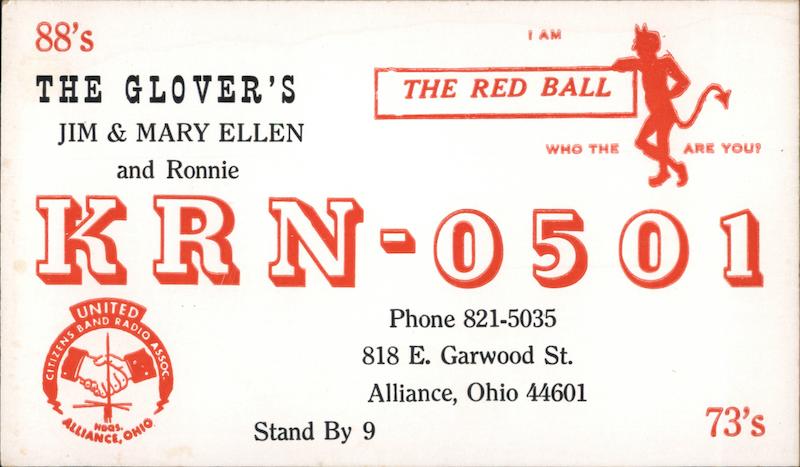 88's
I AM
THE RED BALL
WHO THE ARE YOU?
THE GLOVER'S
JIM & MARY ELLEN
and Ronnie
KRN-0501
UNITED
CITIZENS BAND RADIO ASSOC.
HDQS.
ALLIANCE, OHIO
Phone 821-5035
818 E. Garwood St.
Alliance, Ohio 44601
Stand By 9
73's